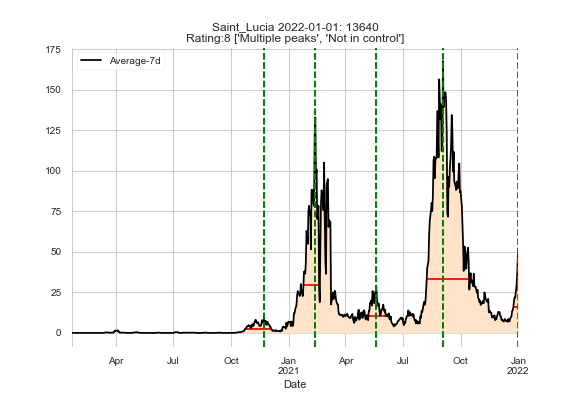 Saint_Lucia 2022-01-01: 13640
Rating:8 ['Multiple peaks', 'Not in control']
175
Average-7d
150
125
100
75
50
25
0
Apr Jul Oct Jan Apr Jul Oct Jan
2021 2022
Date